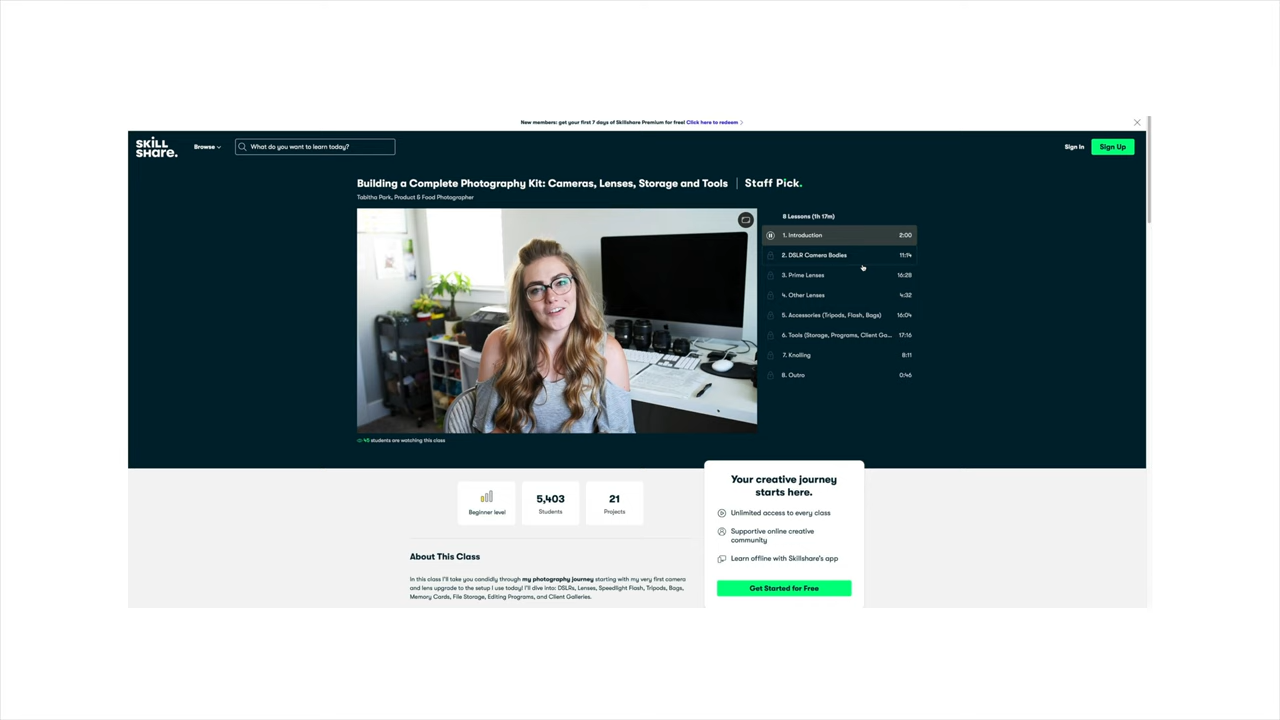 New members: get your first 7 days of Skillshare Premium for free! Click here to redeem
SKILL
SHARE.
Browse
What do you want to learn today?
Sign In
Sign Up
Building a Complete Photography Kit: Cameras, Lenses, Storage and Tools
Staff Pick.
Tabitha Park, Product & Food Photographer
8 Lessons (1h 17m)
1. Introduction 2:00
2. DSLR Camera Bodies 11:14
3. Prime Lenses 16:28
4. Other Lenses 4:32
5. Accessories (Tripods, Flash, Bags) 16:04
6. Tools (Storage, Programs, Client Ga... 17:16
7. Knolling 8:11
8. Outro 0:46
45 students are watching this class
Beginner level
5,403
Students
21
Projects
Your creative journey
starts here.
Unlimited access to every class
Supportive online creative
community
Learn offline with Skillshare's app
Get Started for Free
About This Class
In this class I'll take you candidly through my photography journey starting with my very first camera
and lens upgrade to the setup I use today! I'll dive into: DSLRs, Lenses, Speedlight Flash, Tripods, Bags,
Memory Cards, File Storage, Editing Programs, and Client Galleries.